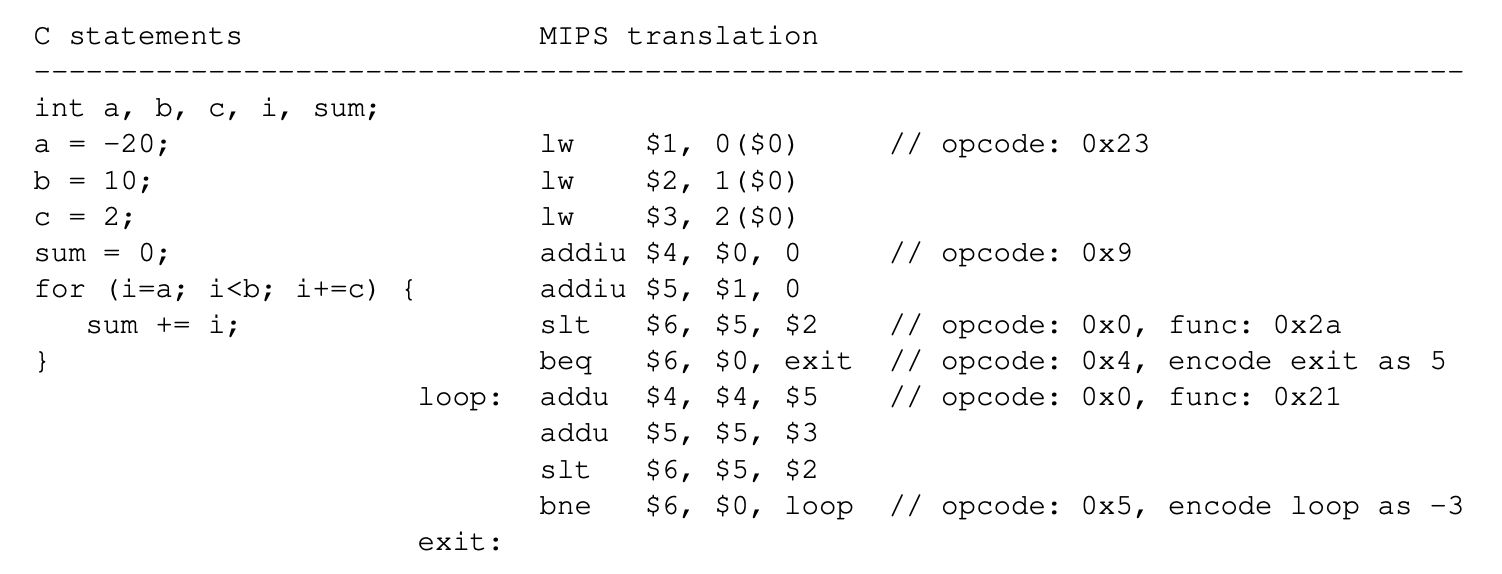 C statements                 MIPS translation
----------------------------------------------------------------------------------
int a, b, c, i, sum;
a = -20;                     lw    $1, 0($0)     // opcode: 0x23
b = 10;                      lw    $2, 1($0)
c = 2;                       lw    $3, 2($0)
sum = 0;                     addiu $4, $0, 0     // opcode: 0x9
for (i=a; i<b; i+=c) {       addiu $5, $1, 0
   sum += i;                 slt   $6, $5, $2    // opcode: 0x0, func: 0x2a
}                            beq   $6, $0, exit  // opcode: 0x4, encode exit as 5
                      loop:  addu  $4, $4, $5    // opcode: 0x0, func: 0x21
                             addu  $5, $5, $3
                             slt   $6, $5, $2
                             bne   $6, $0, loop  // opcode: 0x5, encode loop as -3
                      exit: